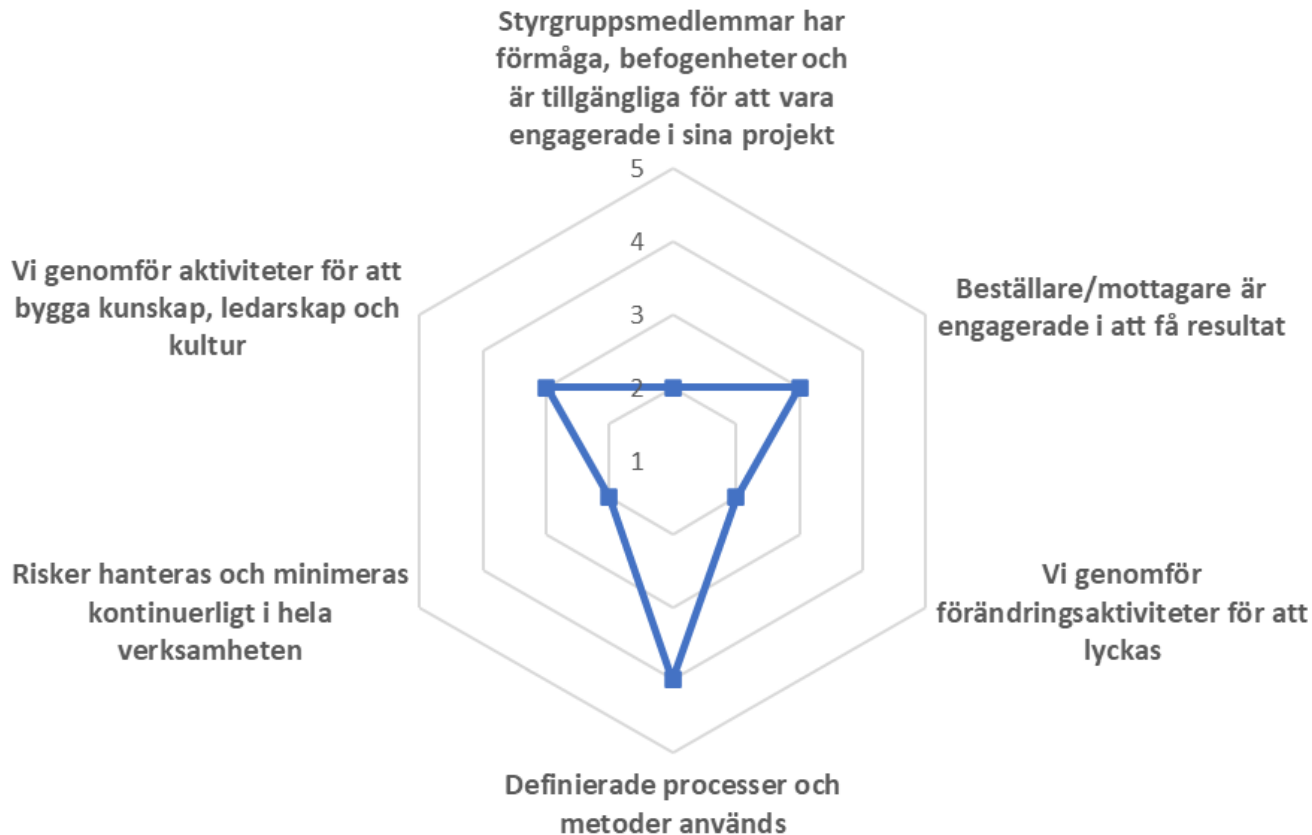 Styrgruppsmedlemmar har
förmåga, befogenheter och
är tillgängliga för att vara
engagerade i sina projekt
5
4
3
2
1
Beställare/mottagare är
engagerade i att få resultat
Vi genomför
förändringsaktiviteter för att
lyckas
Definierade processer och
metoder används
Risker hanteras och minimeras
kontinuerligt i hela
verksamheten
Vi genomför aktiviteter för att
bygga kunskap, ledarskap och
kultur